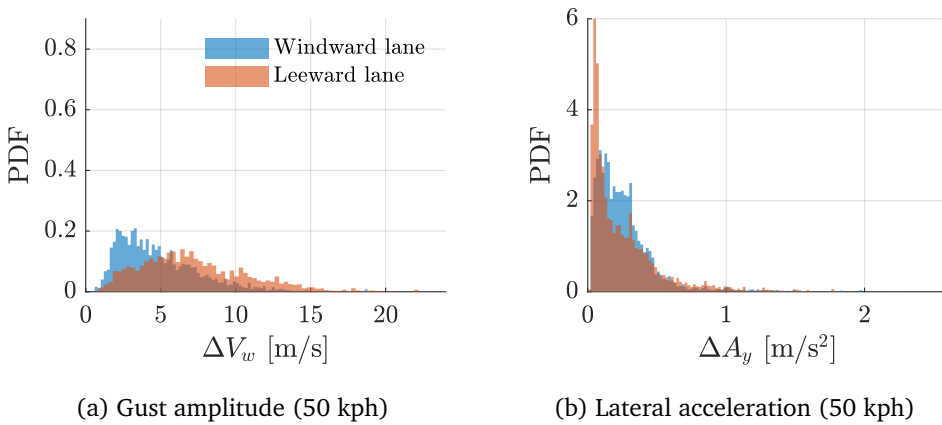 0.8
0.6
0.4
0.2
0
PDF
Windward lane
Leeward lane
0 5 10 15 20
ΔV_w [m/s]
(a) Gust amplitude (50 kph)
6
4
2
0
PDF
0 1 2
ΔA_y [m/s²]
(b) Lateral acceleration (50 kph)